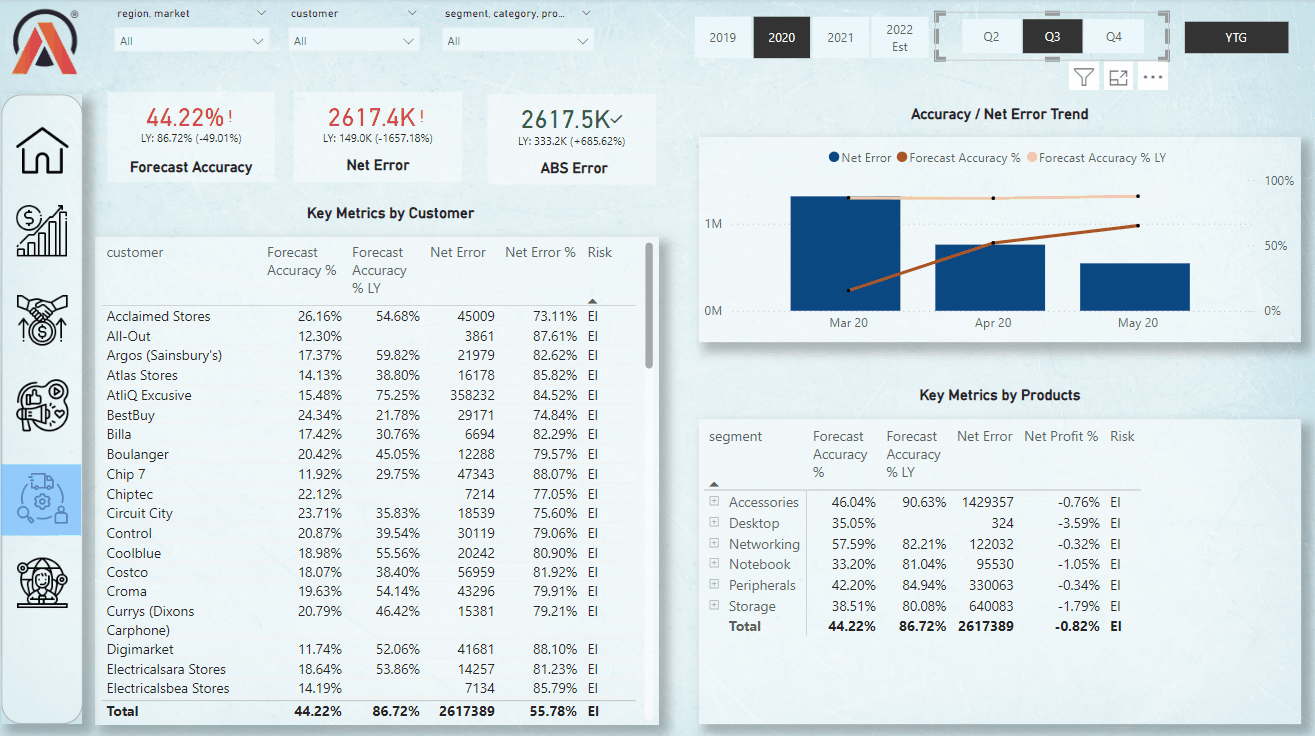 region, market
customer
segment, category, pro...
All
All
All
2019
2020
2021
2022 Est
Q2
Q3
Q4
YTG
44.22%!
LY: 86.72% (-49.01%)
Forecast Accuracy
2617.4K!
LY: 149.0K (-1657.18%)
Net Error
2617.5K✓
LY: 333.2K (+685.62%)
ABS Error
Accuracy / Net Error Trend
Net Error Forecast Accuracy % Forecast Accuracy % LY
100%
1M
50%
0M
0%
Mar 20
Apr 20
May 20
Key Metrics by Customer
customer Forecast Accuracy % Forecast Accuracy % LY Net Error Net Error % Risk
Acclaimed Stores 26.16% 54.68% 45009 73.11% EI
All-Out 12.30% 3861 87.61% EI
Argos (Sainsbury's) 17.37% 59.82% 21979 82.62% EI
Atlas Stores 14.13% 38.80% 16178 85.82% EI
AtliQ Excusive 15.48% 75.25% 358232 84.52% EI
BestBuy 24.34% 21.78% 29171 74.84% EI
Billa 17.42% 30.76% 6694 82.29% EI
Boulanger 20.42% 45.05% 12288 79.57% EI
Chip 7 11.92% 29.75% 47343 88.07% EI
Chiptec 22.12% 7214 77.05% EI
Circuit City 23.71% 35.83% 18539 75.60% EI
Control 20.87% 39.54% 30119 79.06% EI
Coolblue 18.98% 55.56% 20242 80.90% EI
Costco 18.07% 38.40% 56959 81.92% EI
Croma 19.63% 54.14% 43296 79.91% EI
Currys (Dixons 20.79% 46.42% 15381 79.21% EI
Carphone)
Digimarket 11.74% 52.06% 41681 88.10% EI
Electricalsara Stores 18.64% 53.86% 14257 81.23% EI
Electricalsbea Stores 14.19% 7134 85.79% EI
Total 44.22% 86.72% 2617389 55.78% EI
Key Metrics by Products
segment Forecast Accuracy % Forecast Accuracy % LY Net Error Net Profit % Risk
Accessories 46.04% 90.63% 1429357 -0.76% EI
Desktop 35.05% 324 -3.59% EI
Networking 57.59% 82.21% 122032 -0.32% EI
Notebook 33.20% 81.04% 95530 -1.05% EI
Peripherals 42.20% 84.94% 330063 -0.34% EI
Storage 38.51% 80.08% 640083 -1.79% EI
Total 44.22% 86.72% 2617389 -0.82% EI